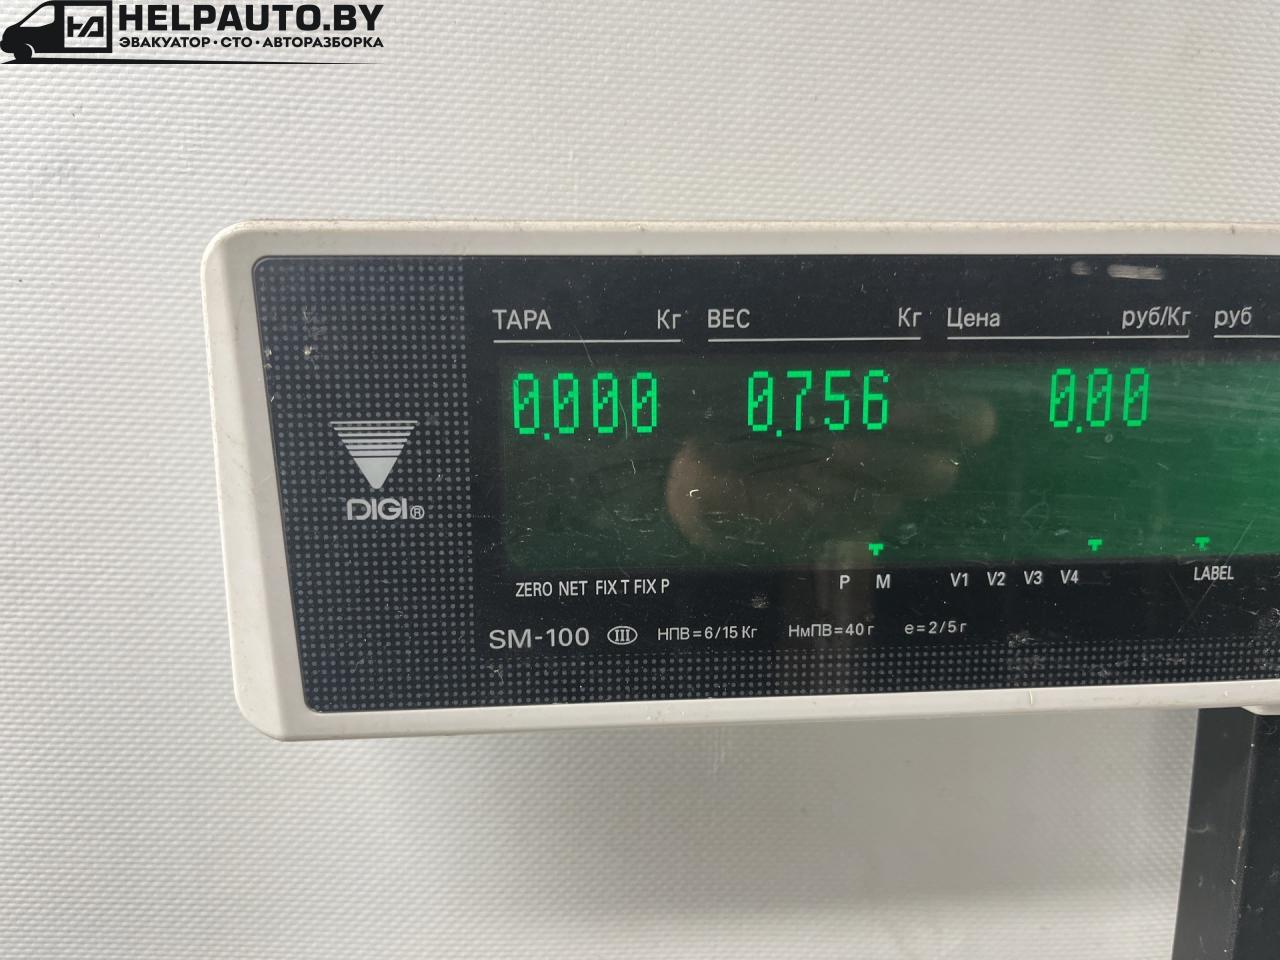 HELPAUTO.BY
ЭВАКУАТОР·СТО·АВТОРАЗБОРКА
ТАРА Кг ВЕС Кг Цена руб/Кг руб
0.000 0.756 0.00
DIGI®
ZERO NET FIX T FIX P P M V1 V2 V3 V4 LABEL
SM-100 III НПВ=6/15 Кг НмПВ=40 г e=2/5 г